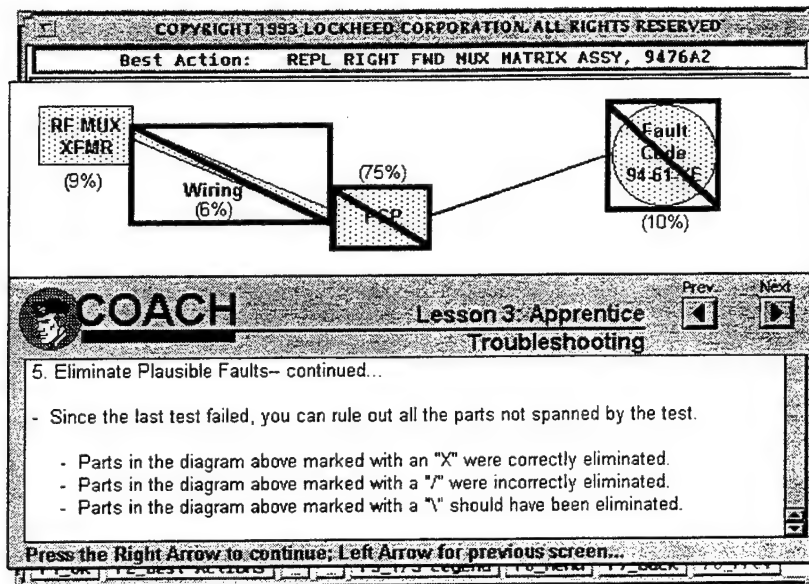 COPYRIGHT 1993 LOCKHEED CORPORATION. ALL RIGHTS RESERVED
Best Action: REPL RIGHT FWD MUX MATRIX ASSY, 9476A2
RF MUX
XFMR
(9%)
Wiring
(6%)
(75%)
Fault
Code
94-61-
(10%)
COACH
Lesson 3: Apprentice
Troubleshooting
Prev.
Next
5. Eliminate Plausible Faults-- continued...
- Since the last test failed, you can rule out all the parts not spanned by the test.
- Parts in the diagram above marked with an "X" were correctly eliminated.
- Parts in the diagram above marked with a "/" were incorrectly eliminated.
- Parts in the diagram above marked with a "\" should have been eliminated.
Press the Right Arrow to continue; Left Arrow for previous screen...